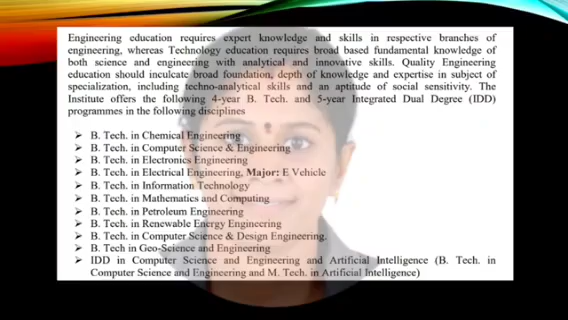 Engineering education requires expert knowledge and skills in respective branches of
engineering, whereas Technology education requires broad based fundamental knowledge of
both science and engineering with analytical and innovative skills. Quality Engineering
education should inculcate broad foundation, depth of knowledge and expertise in subject of
specialization, including techno-analytical skills and an aptitude of social sensitivity. The
Institute offers the following 4-year B. Tech. and 5-year Integrated Dual Degree (IDD)
programmes in the following disciplines
➢ B. Tech. in Chemical Engineering
➢ B. Tech. in Computer Science & Engineering
➢ B. Tech. in Electronics Engineering
➢ B. Tech. in Electrical Engineering, Major: E Vehicle
➢ B. Tech. in Information Technology
➢ B. Tech. in Mathematics and Computing
➢ B. Tech. in Petroleum Engineering
➢ B. Tech. in Renewable Energy Engineering
➢ B. Tech. in Computer Science & Design Engineering.
➢ B. Tech in Geo-Science and Engineering
➢ IDD in Computer Science and Engineering and Artificial Intelligence (B. Tech. in
Computer Science and Engineering and M. Tech. in Artificial Intelligence)